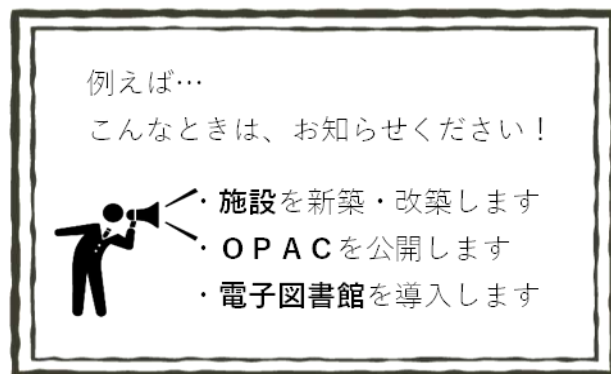 例えば…
こんなときは、お知らせください！
・施設を新築・改築します
・ＯＰＡＣを公開します
・電子図書館を導入します